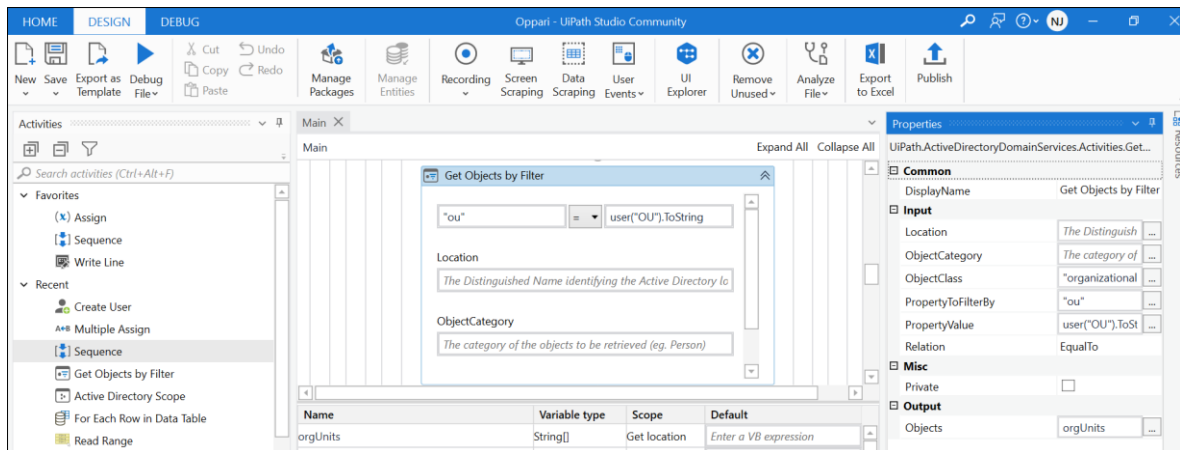 HOME DESIGN DEBUG Oppari - UiPath Studio Community NJ
New Save Export as Template Debug File Cut Copy Paste Undo Redo Manage Packages Manage Entities Recording Screen Scraping Data Scraping User Events UI Explorer Remove Unused Analyze File Export to Excel Publish
Activities
Search activities (Ctrl+Alt+F)
Favorites
Assign
Sequence
Write Line
Recent
Create User
A+B Multiple Assign
Sequence
Get Objects by Filter
Active Directory Scope
For Each Row in Data Table
Read Range
Main
Main Expand All Collapse All
Get Objects by Filter
"ou" = user("OU").ToString
Location
The Distinguished Name identifying the Active Directory lo
ObjectCategory
The category of the objects to be retrieved (eg. Person)
Name Variable type Scope Default
orgUnits String[] Get location Enter a VB expression
Properties
UiPath.ActiveDirectoryDomainServices.Activities.Get...
Common
DisplayName Get Objects by Filter
Input
Location The Distinguish ...
ObjectCategory The category of ...
ObjectClass "organizational ...
PropertyToFilterBy "ou" ...
PropertyValue user("OU").ToSt ...
Relation EqualTo
Misc
Private
Output
Objects orgUnits ...
Resources